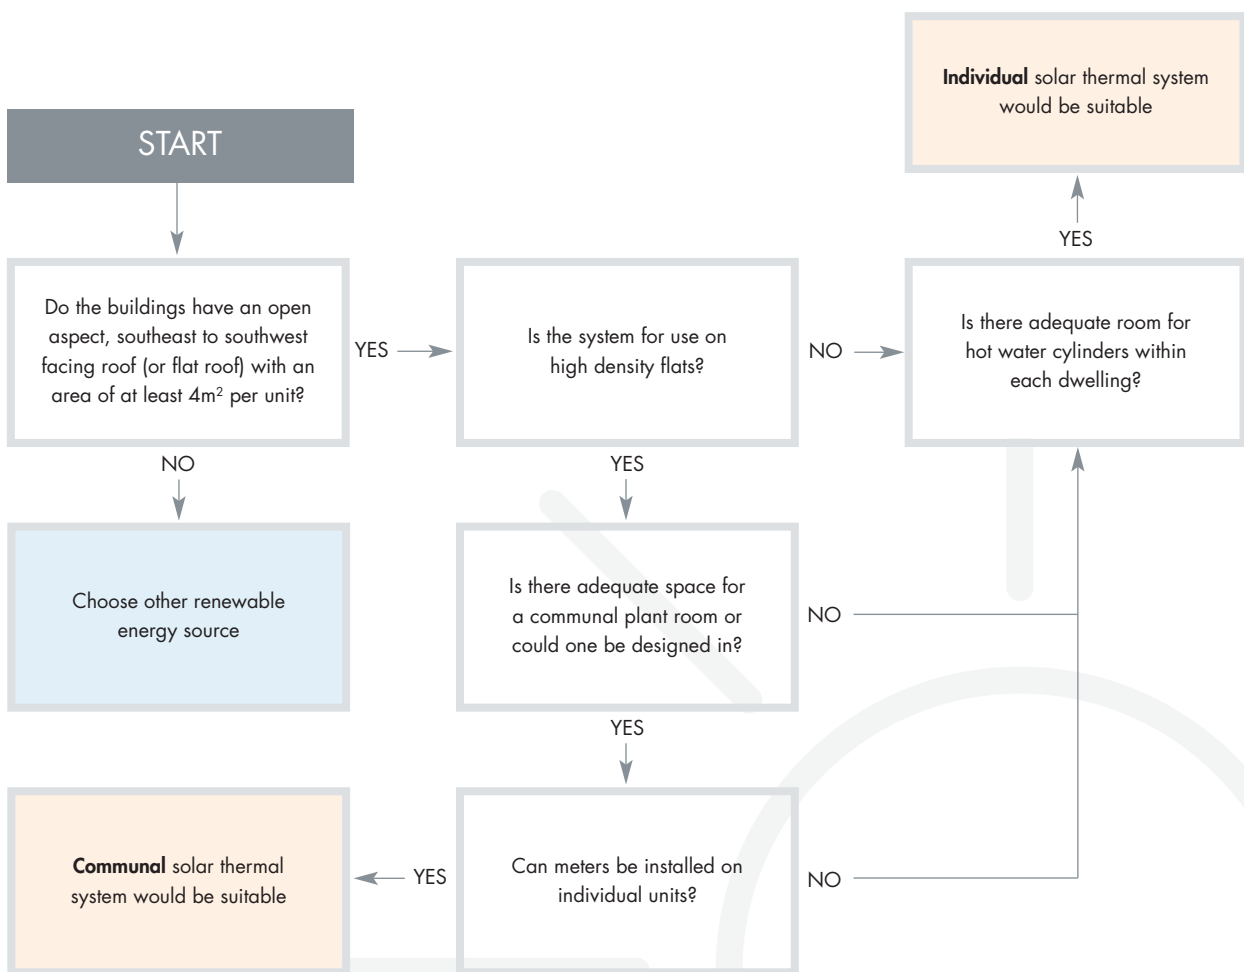 START
Do the buildings have an open
aspect, southeast to southwest
facing roof (or flat roof) with an
area of at least 4m² per unit?
YES
Is the system for use on
high density flats?
NO
Is there adequate room for
hot water cylinders within
each dwelling?
YES
Individual solar thermal system
would be suitable
NO
Choose other renewable
energy source
YES
Is there adequate space for
a communal plant room or
could one be designed in?
NO
YES
Can meters be installed on
individual units?
NO
YES
Communal solar thermal
system would be suitable